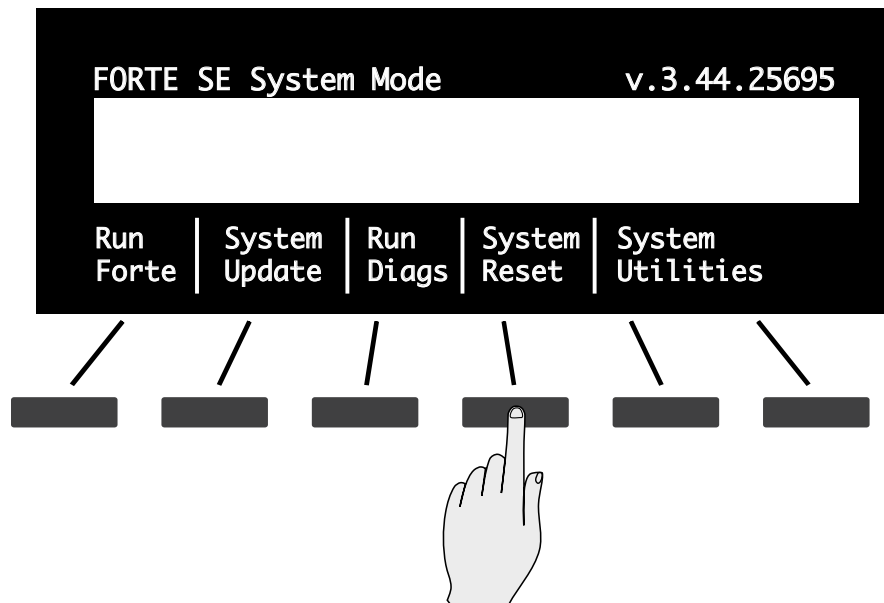 FORTE SE System Mode v.3.44.25695
Run System Run System System
Forte Update Diags Reset Utilities